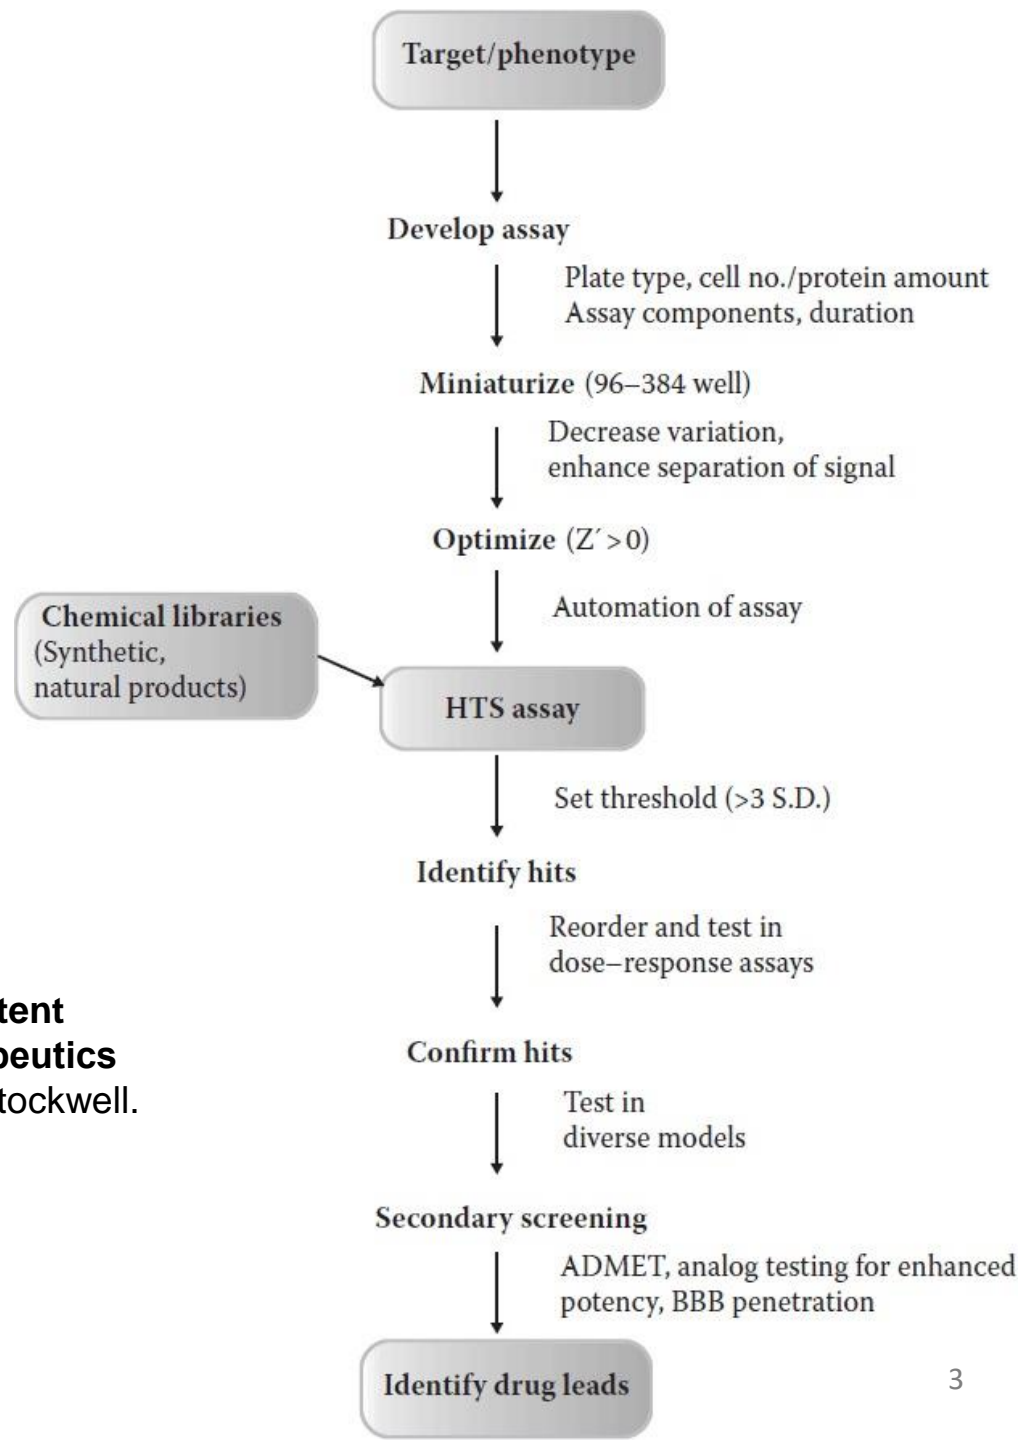 Target/phenotype
Develop assay
Plate type, cell no./protein amount
Assay components, duration
Miniaturize (96–384 well)
Decrease variation,
enhance separation of signal
Optimize (Z´ > 0)
Automation of assay
Chemical libraries
(Synthetic,
natural products)
HTS assay
Set threshold (>3 S.D.)
Identify hits
Reorder and test in
dose–response assays
tent
peutics
tockwell.
Confirm hits
Test in
diverse models
Secondary screening
ADMET, analog testing for enhanced
potency, BBB penetration
Identify drug leads
3